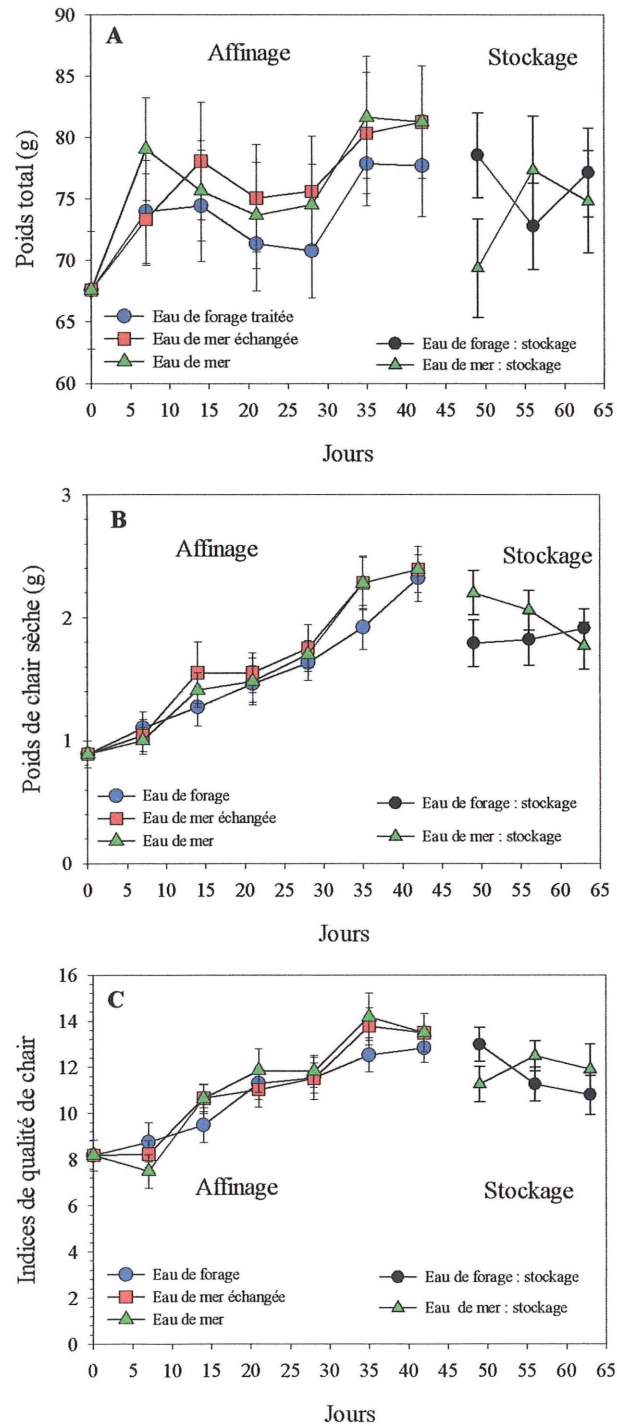 A
Affinage
Stockage
Poids total (g)
90
85
80
75
70
65
60
Eau de forage traitée
Eau de mer échangée
Eau de mer
Eau de forage : stockage
Eau de mer : stockage
0 5 10 15 20 25 30 35 40 45 50 55 60 65
Jours
B
Affinage
Stockage
Poids de chair sèche (g)
3
2
1
0
Eau de forage
Eau de mer échangée
Eau de mer
Eau de forage : stockage
Eau de mer : stockage
0 5 10 15 20 25 30 35 40 45 50 55 60 65
Jours
C
Affinage
Stockage
Indices de qualité de chair
16
14
12
10
8
6
4
2
0
Eau de forage
Eau de mer échangée
Eau de mer
Eau de forage : stockage
Eau de mer : stockage
0 5 10 15 20 25 30 35 40 45 50 55 60 65
Jours